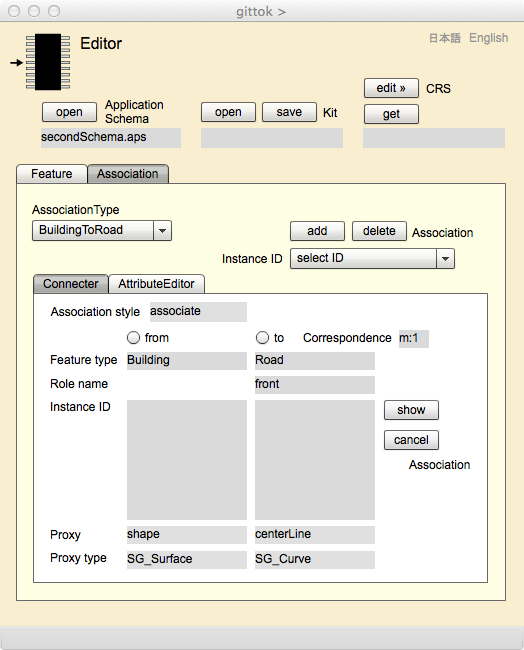 gittok >
Editor
日本語 English
edit » CRS
open Application Schema open save Kit get
secondSchema.aps
Feature Association
AssociationType
BuildingToRoad add delete Association
Instance ID select ID
Connecter AttributeEditor
Association style associate
from to Correspondence m:1
Feature type Building Road
Role name front
Instance ID show
cancel
Association
Proxy shape centerLine
Proxy type SG_Surface SG_Curve